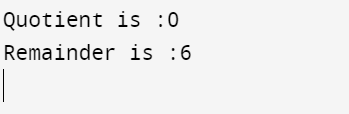 Quotient is :0
Remainder is :6